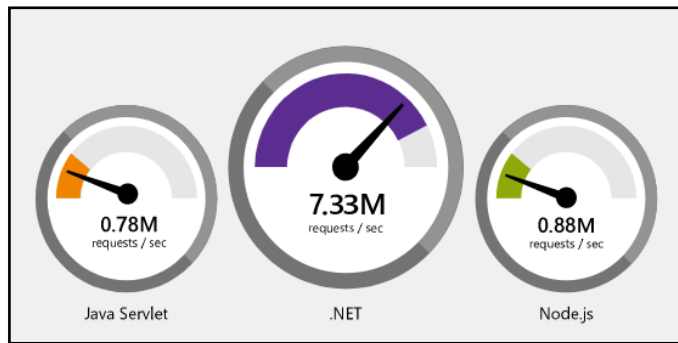 0.78M
requests / sec
Java Servlet
7.33M
requests / sec
.NET
0.88M
requests / sec
Node.js